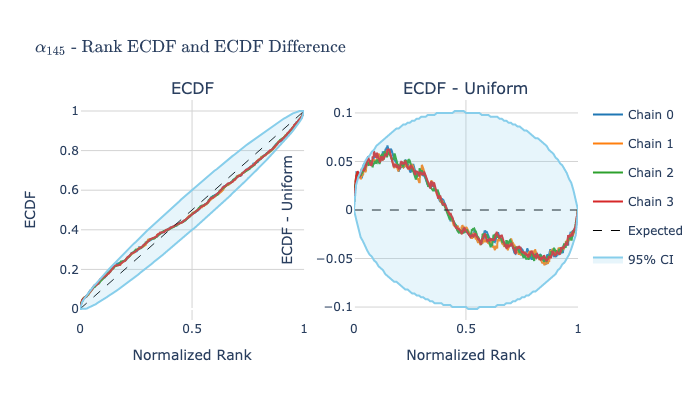 α₁₄₅ - Rank ECDF and ECDF Difference
ECDF
ECDF - Uniform
ECDF
1
0.8
0.6
0.4
0.2
0
0
0.5
1
Normalized Rank
ECDF - Uniform
0.1
0.05
0
−0.05
−0.1
0
0.5
1
Normalized Rank
Chain 0
Chain 1
Chain 2
Chain 3
Expected
95% CI